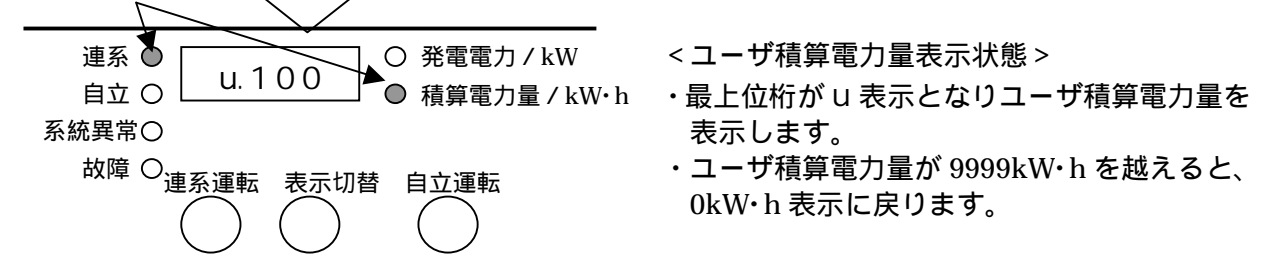 連系
u.100
発電電力 / kW
自立
積算電力量 / kW･h
系統異常
故障
連系運転 表示切替 自立運転
<ユーザ積算電力量表示状態>
・最上位桁が u 表示となりユーザ積算電力量を
表示します。
・ユーザ積算電力量が 9999kW･h を越えると、
0kW･h 表示に戻ります。